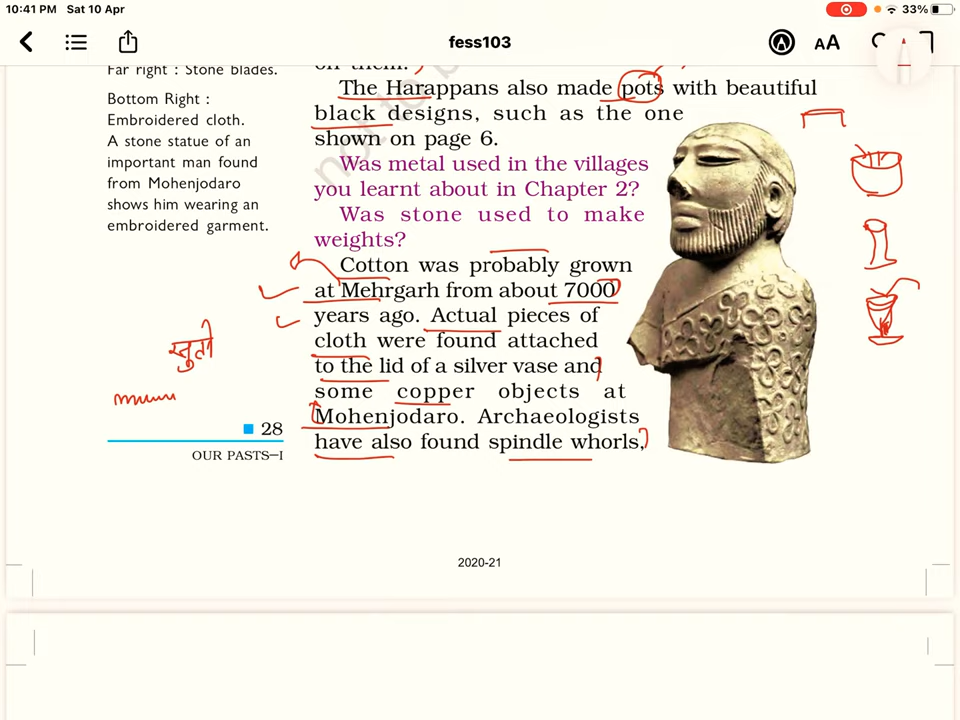 10:41 PM Sat 10 Apr
33%
fess103
AA
Far right : Stone blades.
Bottom Right :
Embroidered cloth.
A stone statue of an
important man found
from Mohenjodaro
shows him wearing an
embroidered garment.
on them.
The Harappans also made pots with beautiful
black designs, such as the one
shown on page 6.
Was metal used in the villages
you learnt about in Chapter 2?
Was stone used to make
weights?
Cotton was probably grown
at Mehrgarh from about 7000
years ago. Actual pieces of
cloth were found attached
to the lid of a silver vase and
some copper objects at
Mohenjodaro. Archaeologists
have also found spindle whorls,
सुती
28
OUR PASTS–I
2020-21